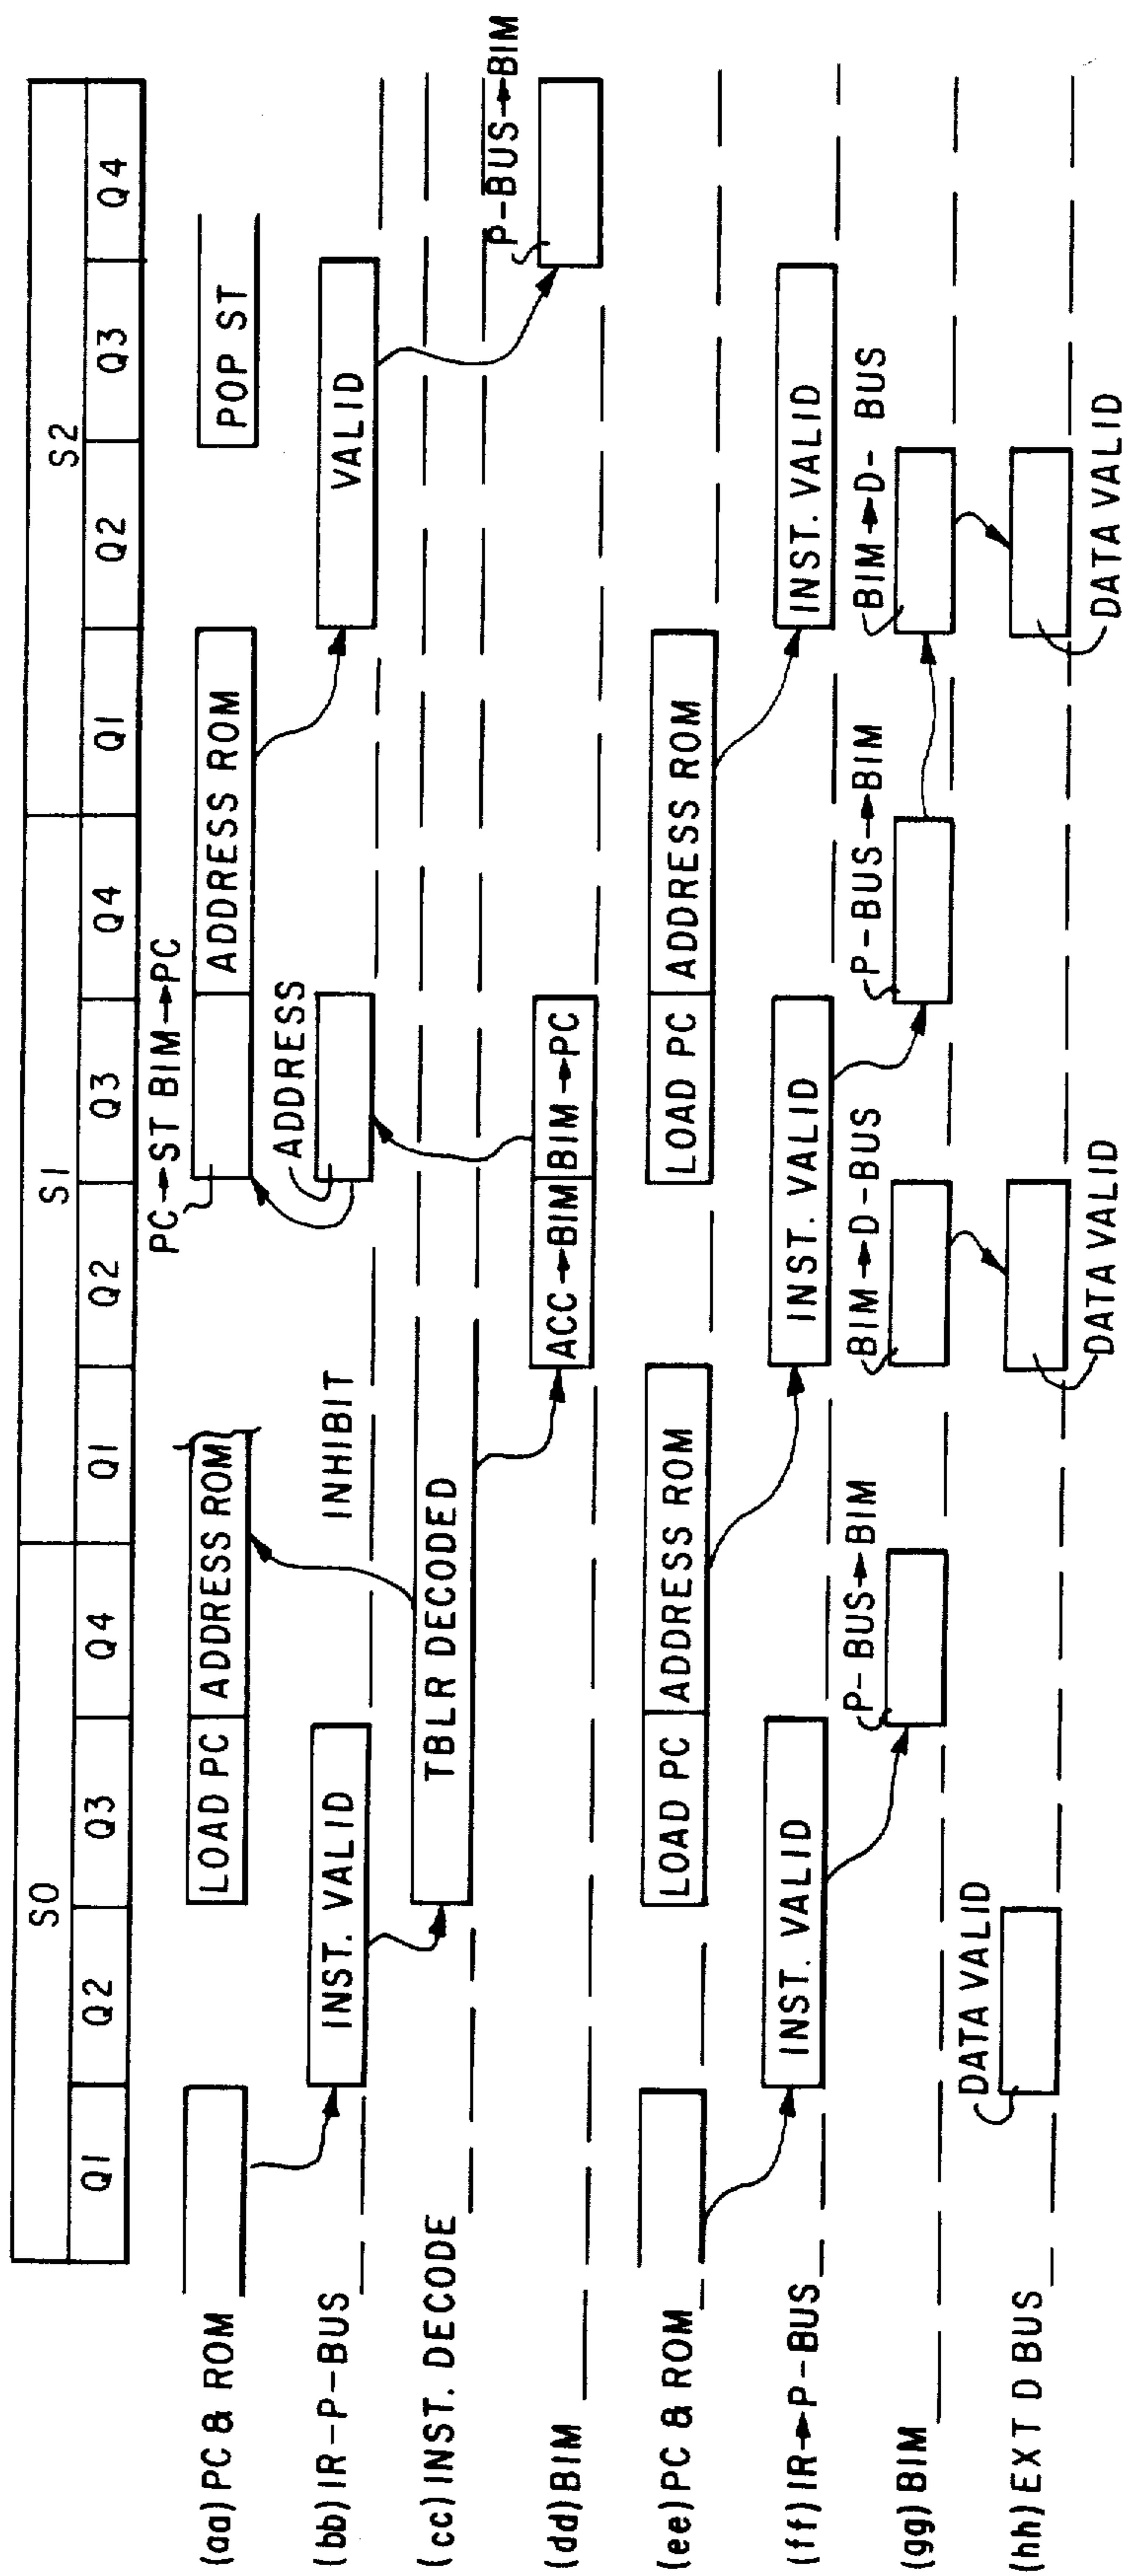 S0 S1 S2
Q1 Q2 Q3 Q4 Q1 Q2 Q3 Q4 Q1 Q2 Q3 Q4
PC→ST BIM→PC
(aa) PC & ROM LOAD PC ADDRESS ROM ADDRESS ROM POP ST
ADDRESS
(bb) IR-P-BUS INST. VALID INHIBIT VALID
(cc) INST. DECODE TBLR DECODED
P-BUS→BIM
(dd) BIM ACC→BIM BIM→PC
(ee) PC & ROM LOAD PC ADDRESS ROM LOAD PC ADDRESS ROM
(ff) IR→P-BUS INST. VALID INST. VALID INST. VALID
P-BUS→BIM BIM→D-BUS P-BUS→BIM BIM→D- BUS
(gg) BIM
DATA VALID
(hh) EXT D BUS
DATA VALID DATA VALID